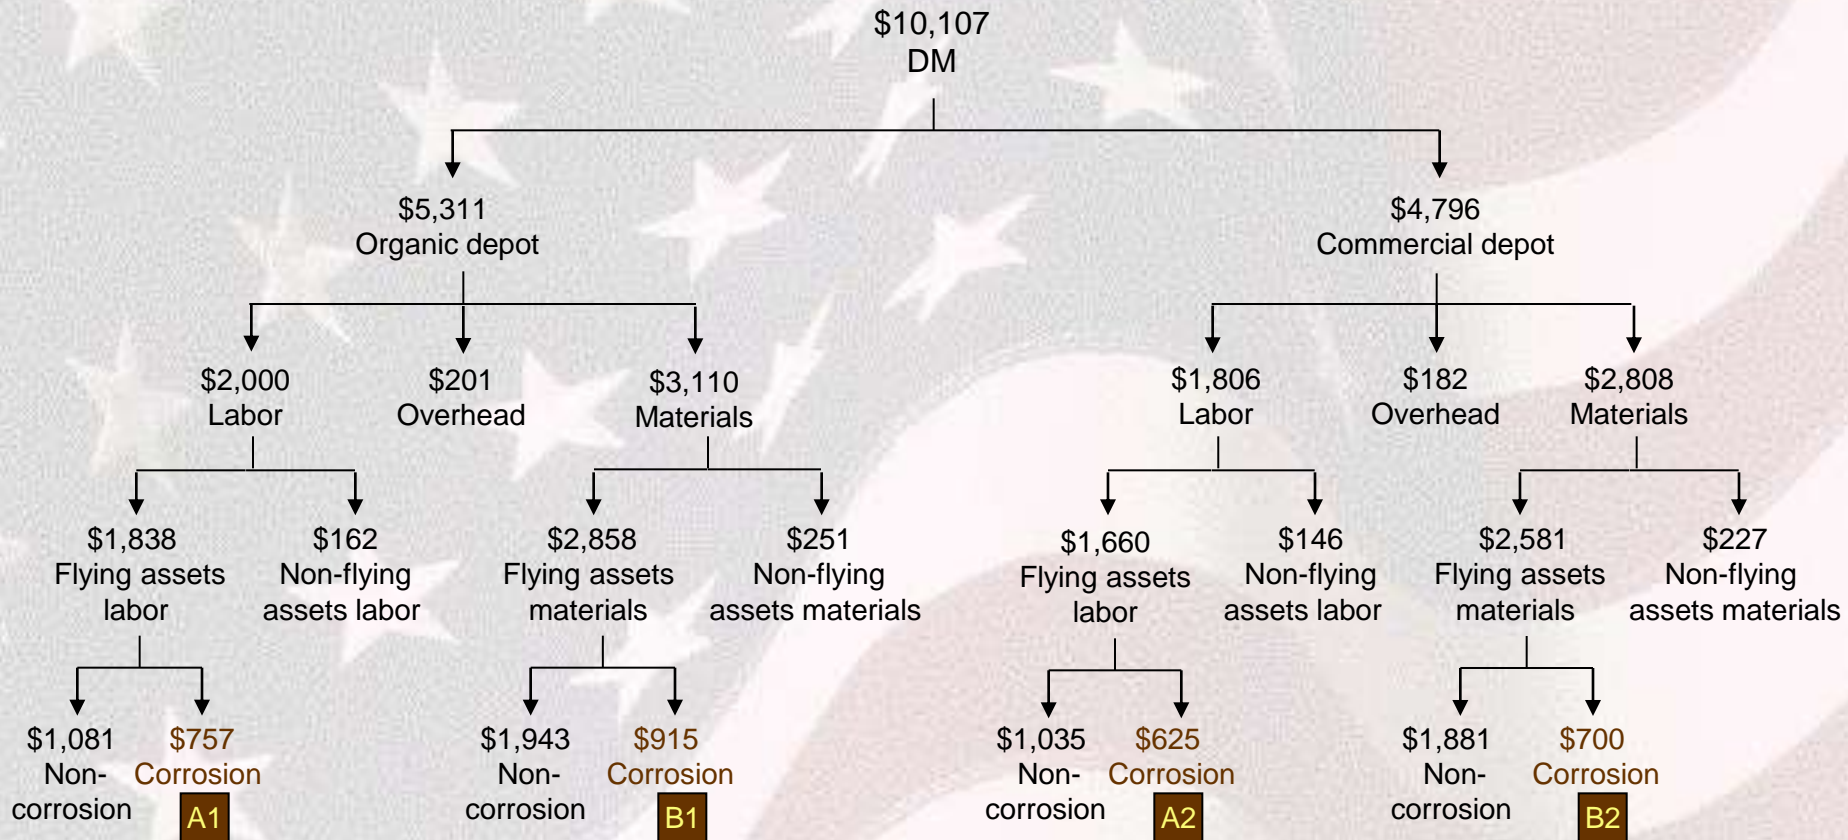 $10,107
DM
$5,311
Organic depot
$4,796
Commercial depot
$2,000
Labor
$201
Overhead
$3,110
Materials
$1,806
Labor
$182
Overhead
$2,808
Materials
$1,838
Flying assets
labor
$162
Non-flying
assets labor
$2,858
Flying assets
materials
$251
Non-flying
assets materials
$1,660
Flying assets
labor
$146
Non-flying
assets labor
$2,581
Flying assets
materials
$227
Non-flying
assets materials
$1,081
Non-
corrosion
$757
Corrosion
A1
$1,943
Non-
corrosion
$915
Corrosion
B1
$1,035
Non-
corrosion
$625
Corrosion
A2
$1,881
Non-
corrosion
$700
Corrosion
B2